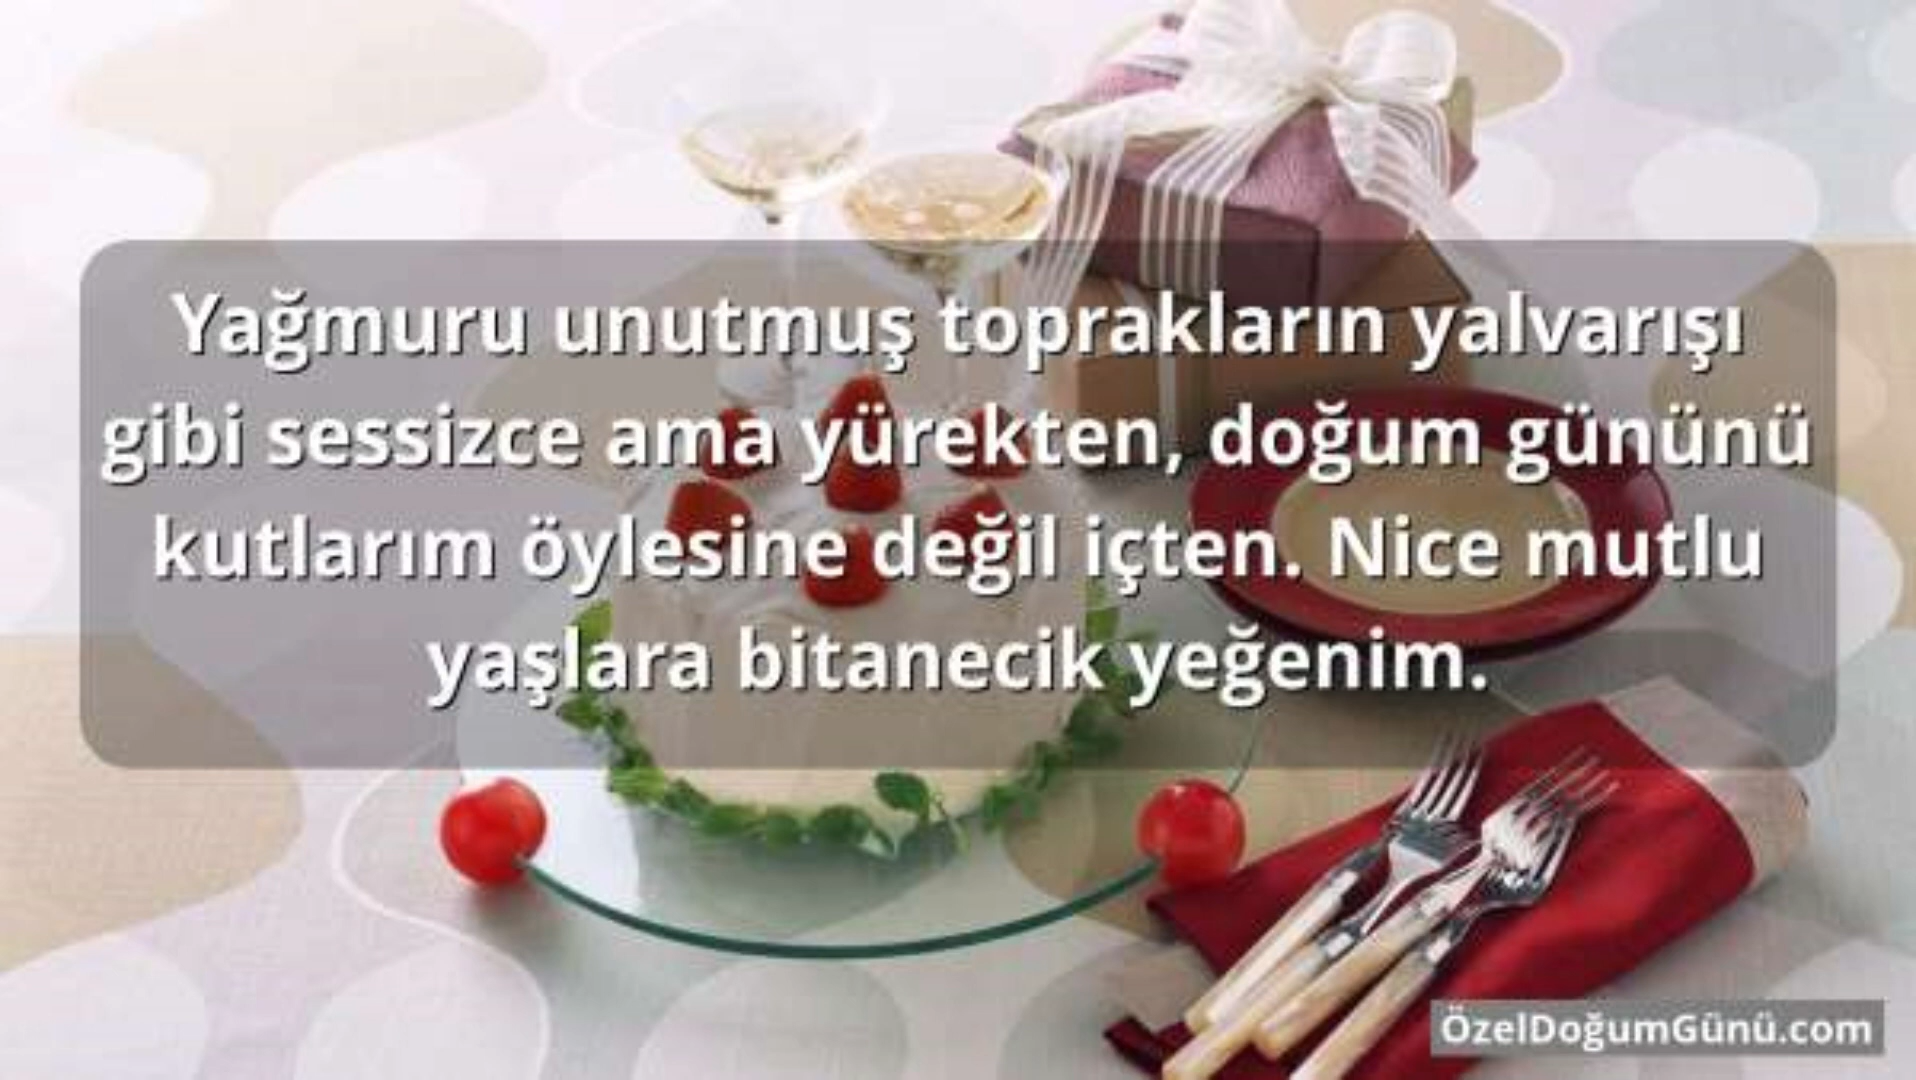 Yağmuru unutmuş toprakların yalvarışı
gibi sessizce ama yürekten, doğum gününü
kutlarım öylesine değil içten. Nice mutlu
yaşlara bitanecik yeğenim.
ÖzelDoğumGünü.com